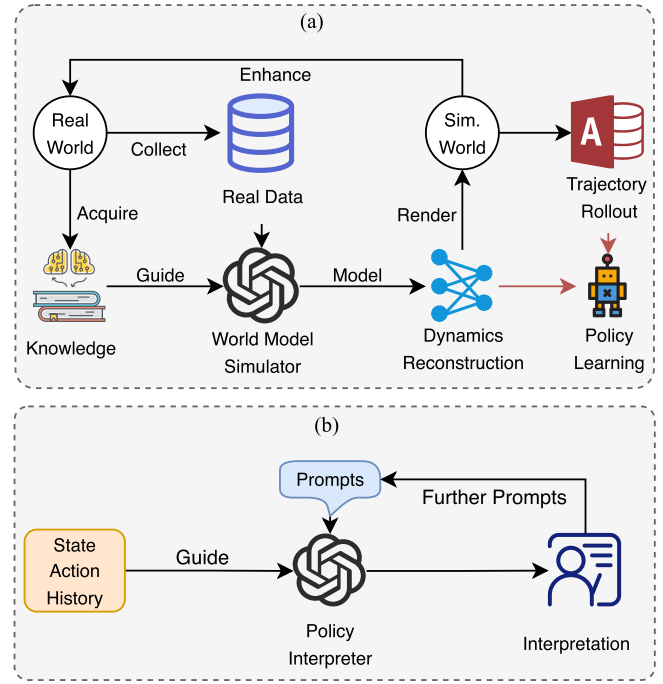 (a)
Enhance
Real
World
Collect
Real Data
Sim.
World
A
Trajectory
Rollout
Acquire
Render
Knowledge
Guide
World Model
Simulator
Model
Dynamics
Reconstruction
Policy
Learning
(b)
Prompts
Further Prompts
State
Action
History
Guide
Policy
Interpreter
Interpretation